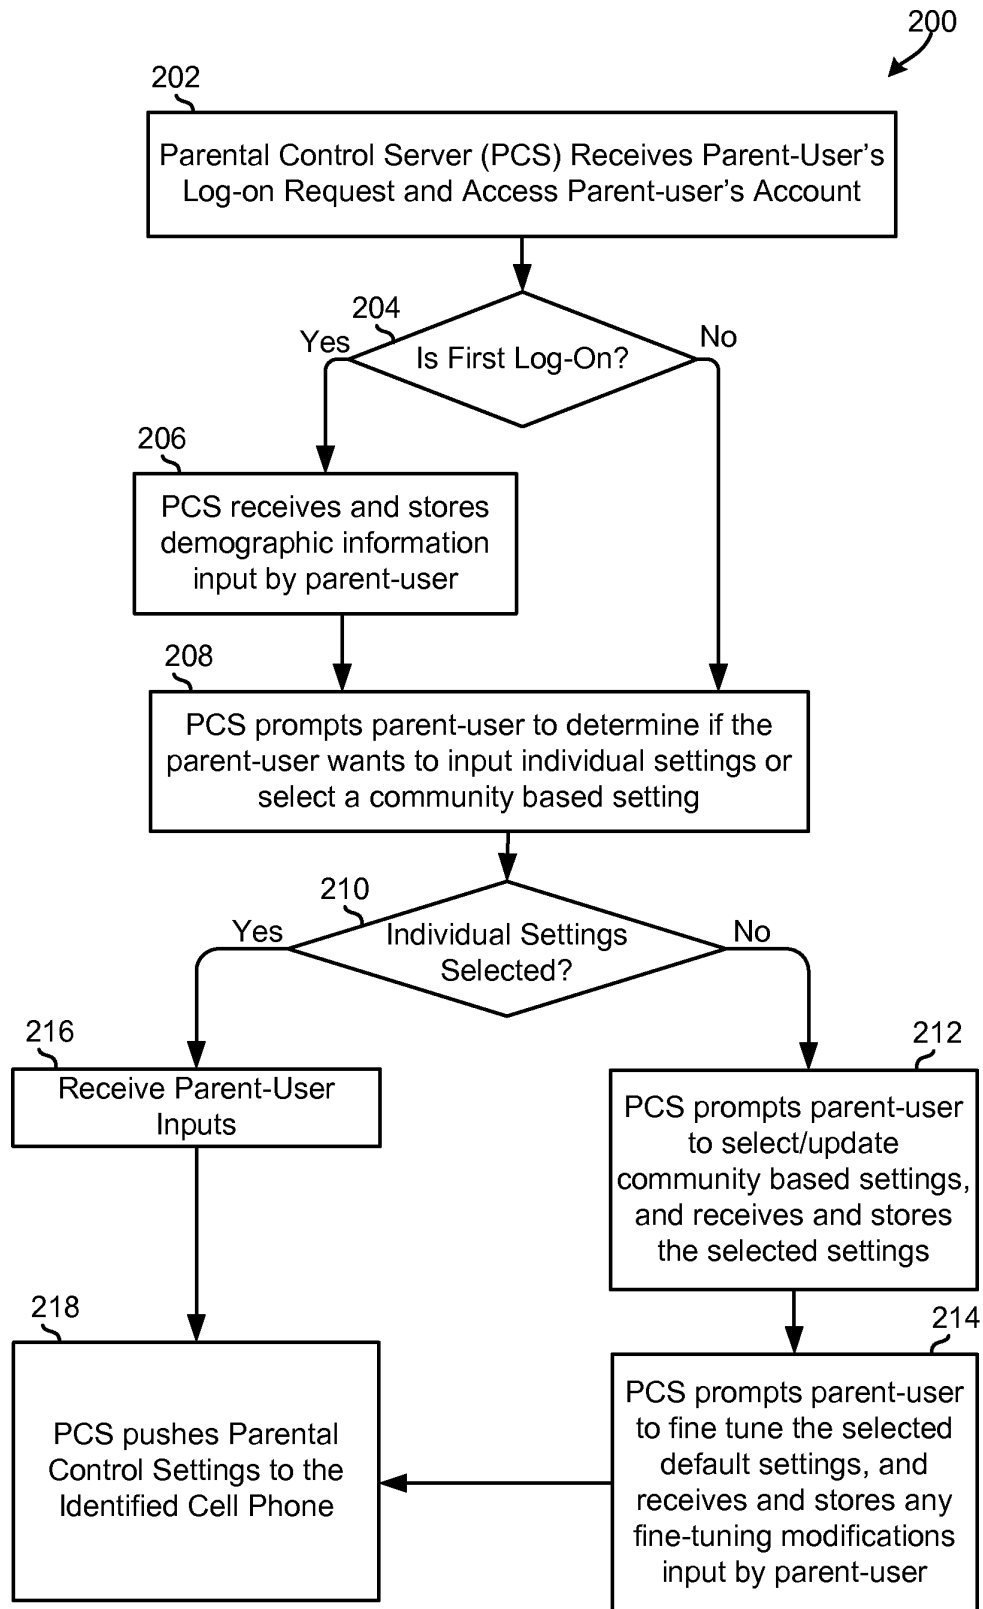 200
202
Parental Control Server (PCS) Receives Parent-User's
Log-on Request and Access Parent-user's Account
204
Yes
No
Is First Log-On?
206
PCS receives and stores
demographic information
input by parent-user
208
PCS prompts parent-user to determine if the
parent-user wants to input individual settings or
select a community based setting
210
Yes
No
Individual Settings
Selected?
216
Receive Parent-User
Inputs
212
PCS prompts parent-user
to select/update
community based settings,
and receives and stores
the selected settings
218
PCS pushes Parental
Control Settings to the
Identified Cell Phone
214
PCS prompts parent-user
to fine tune the selected
default settings, and
receives and stores any
fine-tuning modifications
input by parent-user